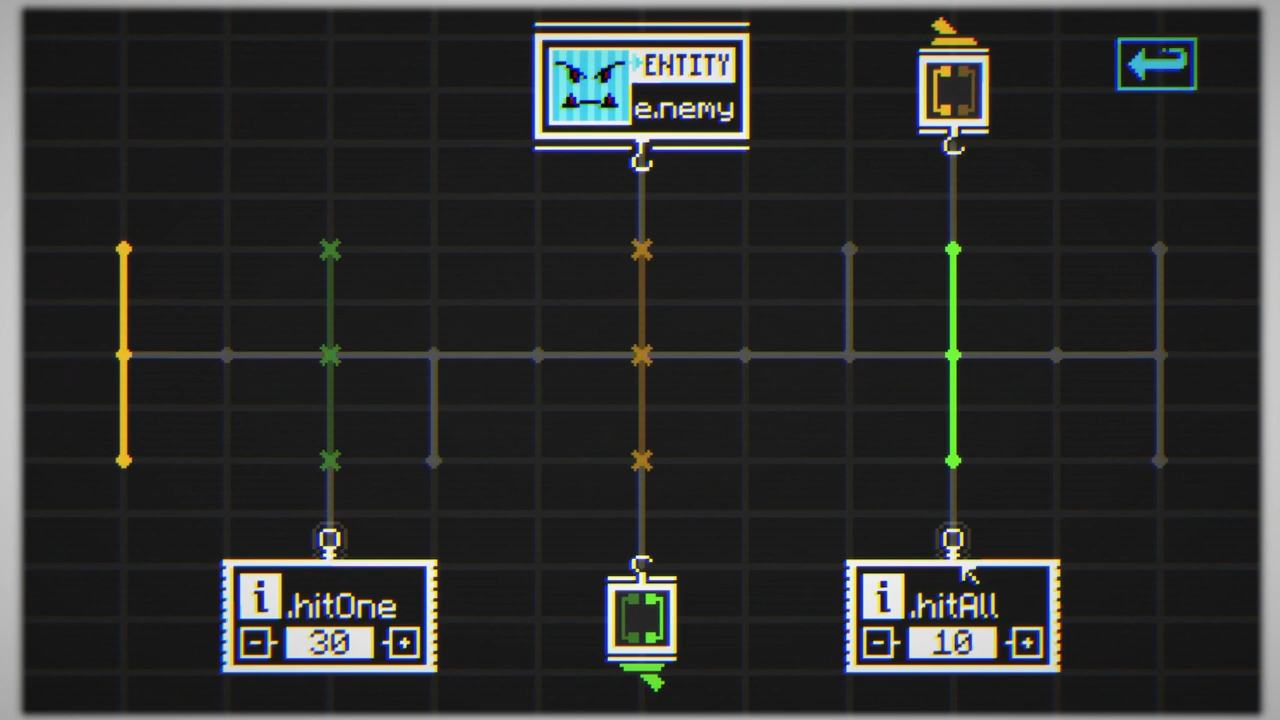 ENTITY
e.nemy
i .hitOne
- 30 +
i .hitAll
- 10 +